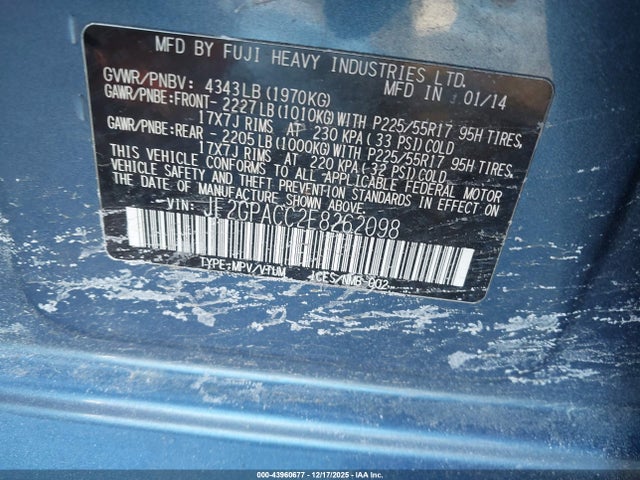 MFD BY FUJI HEAVY INDUSTRIES LTD.
GVWR/PNBV: 4343LB(1970KG) MFD IN 01/14
GAWR/PNBE:FRONT- 2227LB(1010KG)WITH P225/55R17 95H TIRES,
17X7J RIMS AT 230 KPA(33 PSI)COLD
GAWR/PNBE:REAR - 2205LB(1000KG)WITH P225/55R17 95H TIRES,
17X7J RIMS AT 220 KPA(32 PSI)COLD
THIS VEHICLE CONFORMS TO ALL APPLICABLE FEDERAL MOTOR
VEHICLE SAFETY STANDARDS IN EFFECT ON THE
DATE OF MANUFACTURE SHOWN ABOVE.
VIN: JF2GPACC2E8262098
TYPE:MPV/VTUM ICES/NMB-002
000-43960677 - 12/17/2025 - IAA Inc.